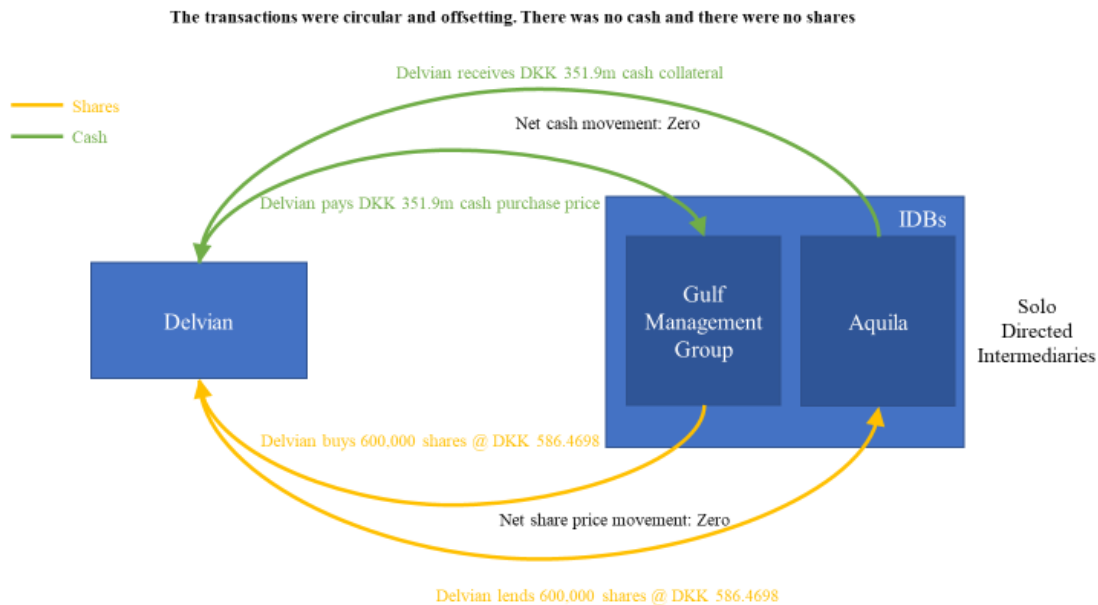 The transactions were circular and offsetting. There was no cash and there were no shares
Delvian receives DKK 351.9m cash collateral
Shares
Cash
Net cash movement: Zero
Delvian pays DKK 351.9m cash purchase price
IDBs
Delvian
Gulf
Management
Group
Aquila
Solo
Directed
Intermediaries
Delvian buys 600,000 shares @ DKK 586.4698
Net share price movement: Zero
Delvian lends 600,000 shares @ DKK 586.4698